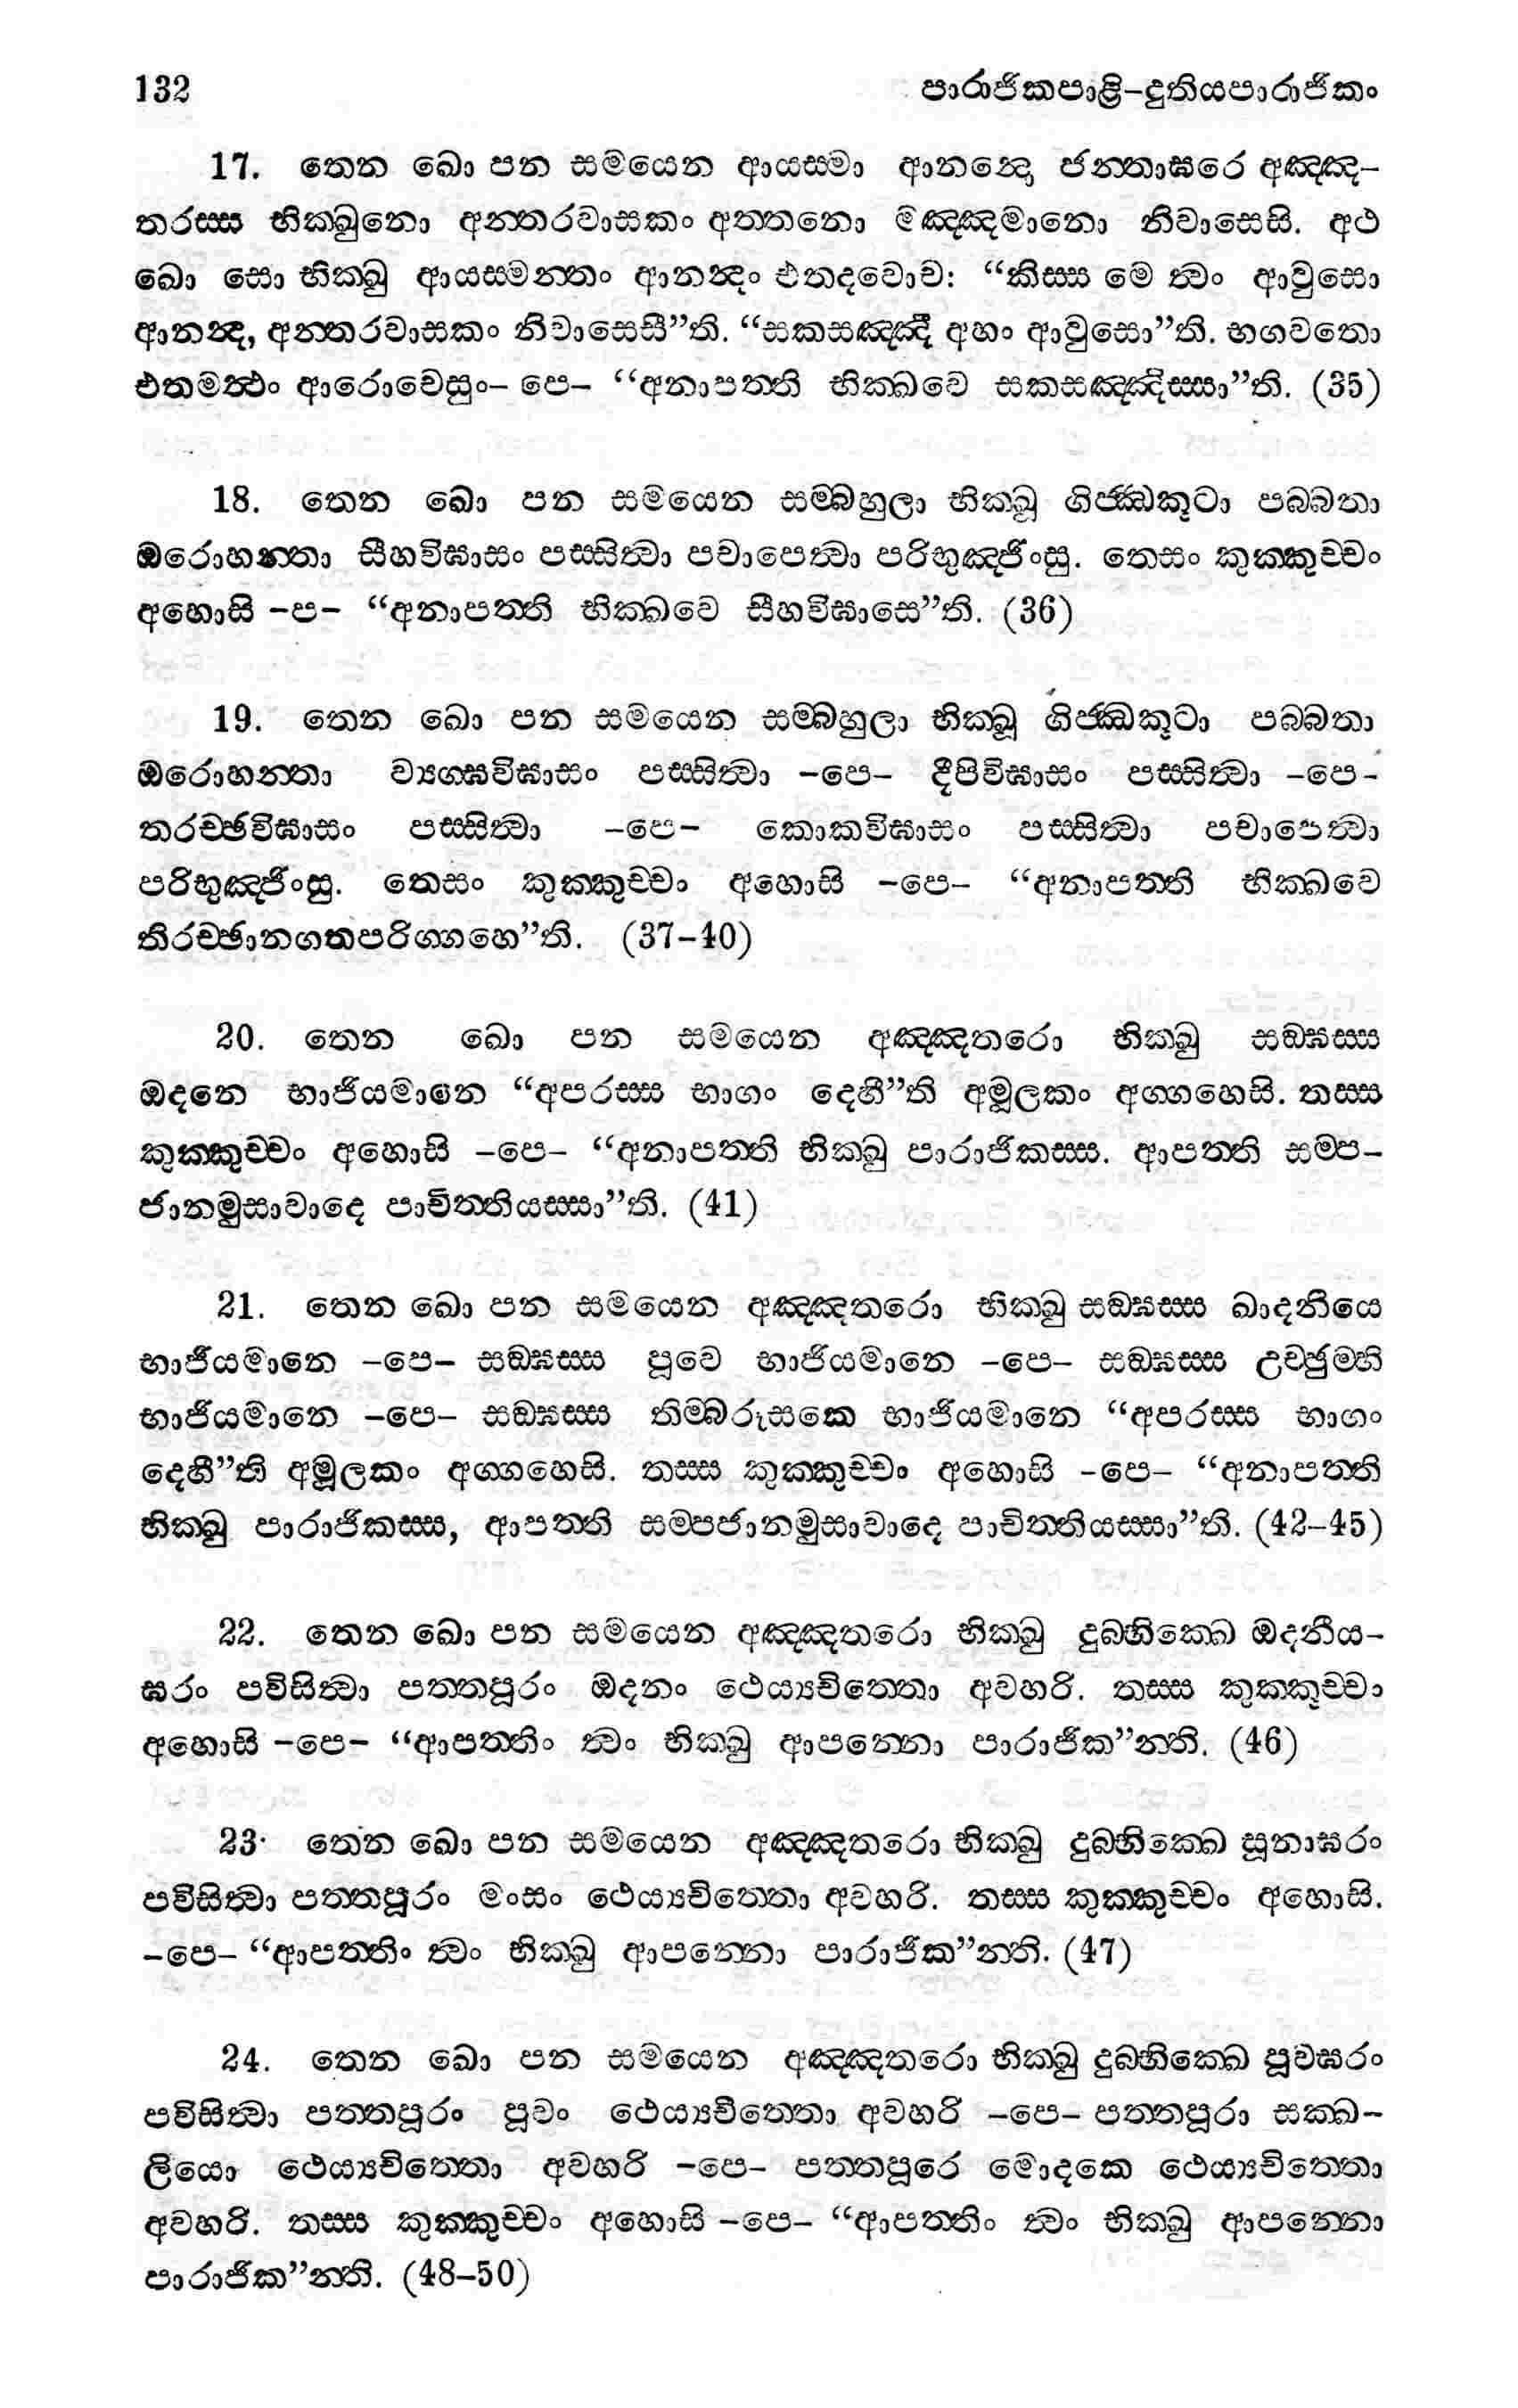 132 පාරාජිකපාළි-දුතියපාරාජිකං
17. තෙන ඛො පන සමයෙන ආයස්මා ආනන්දො ජන්තාඝරෙ අඤ්ඤ-
තරස්ස භික්ඛුනො අන්තරවාසකං අත්තනො මඤ්ඤමානො නිවාසෙසි. අථ
ඛො සො භික්ඛු ආයස්මන්තං ආනන්දං එතදවොච: “කිස්ස මෙ ත්වං ආවුසො
ආනන්ද, අන්තරවාසකං නිවාසෙසී”ති. “සකසඤ්ඤී අහං ආවුසො”ති. භගවතො
එතමත්ථං ආරොචෙසුං- පෙ- “අනාපත්ති භික්ඛවෙ සකසඤ්ඤිස්සා”ති. (35)
18. තෙන ඛො පන සමයෙන සම්බහුලා භික්ඛූ ගිජ්ඣකූටා පබ්බතා
ඔරොහන්තා සීහවිඝාසං පස්සිත්වා පචාපෙත්වා පරිභුඤ්ජිංසු. තෙසං කුක්කුච්චං
අහොසි -ප- “අනාපත්ති භික්ඛවෙ සීහවිඝාසෙ”ති. (36)
19. තෙන ඛො පන සමයෙන සම්බහුලා භික්ඛූ ගිජ්ඣකූටා පබ්බතා
ඔරොහන්තා ව්‍යග්ඝවිඝාසං පස්සිත්වා -පෙ- දීපිවිඝාසං පස්සිත්වා -පෙ-
තරච්ඡවිඝාසං පස්සිත්වා -පෙ- කොකවිඝාසං පස්සිත්වා පචාපෙත්වා
පරිභුඤ්ජිංසු. තෙසං කුක්කුච්චං අහොසි -පෙ- “අනාපත්ති භික්ඛවෙ
තිරච්ඡානගතපරිග්ගහෙ”ති. (37-40)
20. තෙන ඛො පන සමයෙන අඤ්ඤතරො භික්ඛු සඞ්ඝස්ස
ඔදනෙ භාජියමානෙ “අපරස්ස භාගං දෙහී”ති අමූලකං අග්ගහෙසි. තස්ස
කුක්කුච්චං අහොසි -පෙ- “අනාපත්ති භික්ඛු පාරාජිකස්ස. ආපත්ති සම්ප-
ජානමුසාවාදෙ පාචිත්තියස්සා”ති. (41)
21. තෙන ඛො පන සමයෙන අඤ්ඤතරො භික්ඛු සඞ්ඝස්ස ඛාදනියෙ
භාජියමානෙ -පෙ- සඞ්ඝස්ස පූවෙ භාජියමානෙ -පෙ- සඞ්ඝස්ස උච්ඡුම්හි
භාජියමානෙ -පෙ- සඞ්ඝස්ස තිම්බරූසකෙ භාජියමානෙ “අපරස්ස භාගං
දෙහී”ති අමූලකං අග්ගහෙසි. තස්ස කුක්කුච්චං අහොසි -පෙ- “අනාපත්ති
භික්ඛු පාරාජිකස්ස, ආපත්ති සම්පජානමුසාවාදෙ පාචිත්තියස්සා”ති. (42-45)
22. තෙන ඛො පන සමයෙන අඤ්ඤතරො භික්ඛු දුබ්භික්ඛෙ ඔදනීය-
ඝරං පවිසිත්වා පත්තපූරං ඔදනං ථෙය්‍යචිත්තො අවහරි. තස්ස කුක්කුච්චං
අහොසි -පෙ- “ආපත්තිං ත්වං භික්ඛු ආපන්නො පාරාජික”න්ති. (46)
23. තෙන ඛො පන සමයෙන අඤ්ඤතරො භික්ඛු දුබ්භික්ඛෙ සූනාඝරං
පවිසිත්වා පත්තපූරං මංසං ථෙය්‍යචිත්තො අවහරි. තස්ස කුක්කුච්චං අහොසි.
-පෙ- “ආපත්තිං ත්වං භික්ඛු ආපන්නො පාරාජික”න්ති. (47)
24. තෙන ඛො පන සමයෙන අඤ්ඤතරො භික්ඛු දුබ්භික්ඛෙ පූවඝරං
පවිසිත්වා පත්තපූරං පූවං ථෙය්‍යචිත්තො අවහරි -පෙ- පත්තපූරා සක්ඛ-
ලියො ථෙය්‍යචිත්තො අවහරි -පෙ- පත්තපූරෙ මොදකෙ ථෙය්‍යචිත්තො
අවහරි. තස්ස කුක්කුච්චං අහොසි -පෙ- “ආපත්තිං ත්වං භික්ඛු ආපන්නො
පාරාජික”න්ති. (48-50)